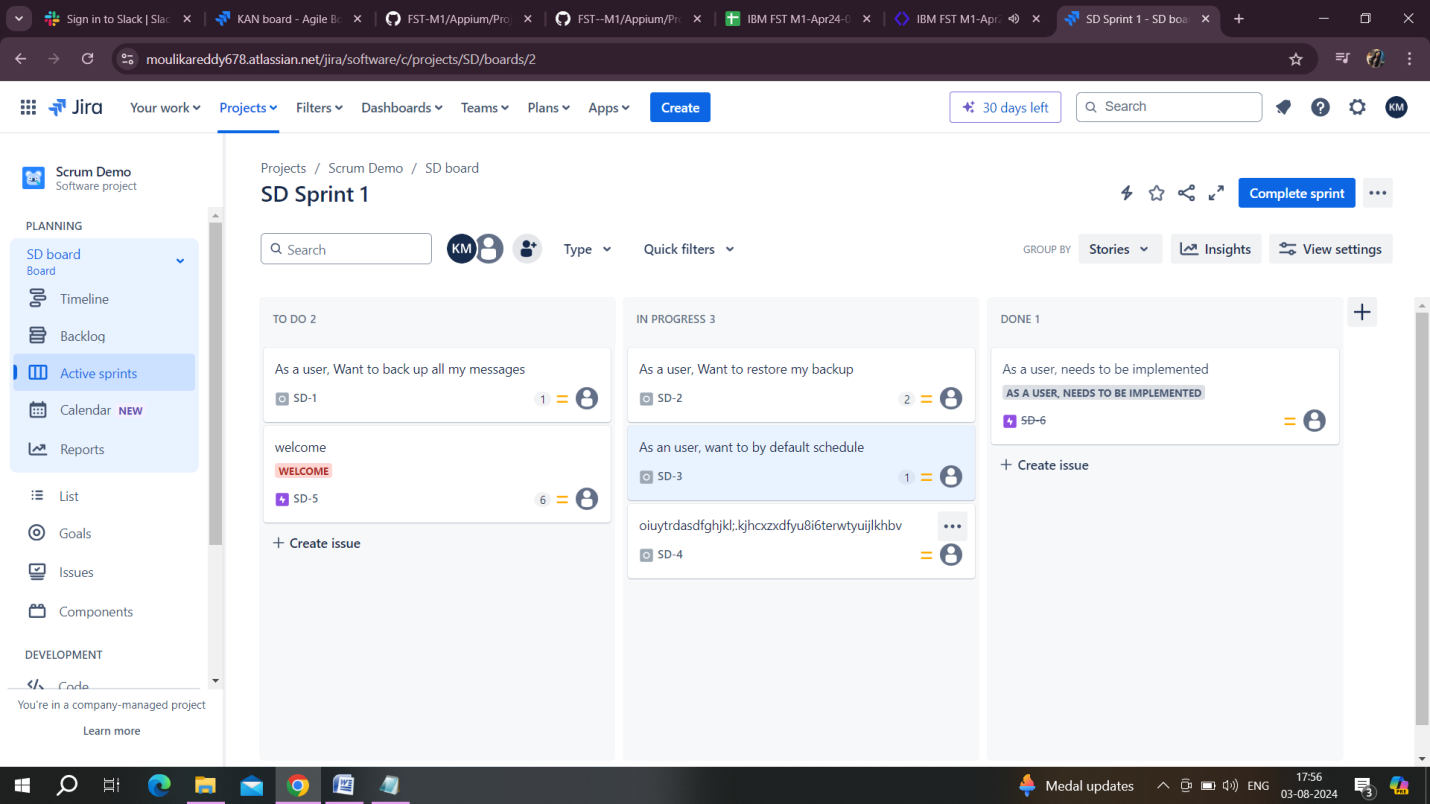 Sign in to Slack | Slac
KAN board - Agile Bo
FST-M1/Appium/Proj
FST--M1/Appium/Pro
IBM FST M1-Apr24-0
IBM FST M1-Apr2
SD Sprint 1 - SD boa
moulikareddy678.atlassian.net/jira/software/c/projects/SD/boards/2
Jira
Your work
Projects
Filters
Dashboards
Teams
Plans
Apps
Create
30 days left
Search
KM
Scrum Demo
Software project
PLANNING
SD board
Board
Timeline
Backlog
Active sprints
Calendar NEW
Reports
List
Goals
Issues
Components
DEVELOPMENT
Code
You're in a company-managed project
Learn more
Projects / Scrum Demo / SD board
SD Sprint 1
Complete sprint
Search
KM
Type
Quick filters
GROUP BY
Stories
Insights
View settings
TO DO 2
As a user, Want to back up all my messages
SD-1
1
welcome
WELCOME
SD-5
6
Create issue
IN PROGRESS 3
As a user, Want to restore my backup
SD-2
2
As an user, want to by default schedule
SD-3
1
oiuytrdasdfghjkl;.kjhcxzxdfyu8i6terwtyuijlkhbv
SD-4
DONE 1
As a user, needs to be implemented
AS A USER, NEEDS TO BE IMPLEMENTED
SD-6
Create issue
Medal updates
ENG
17:56
03-08-2024
3
PRE